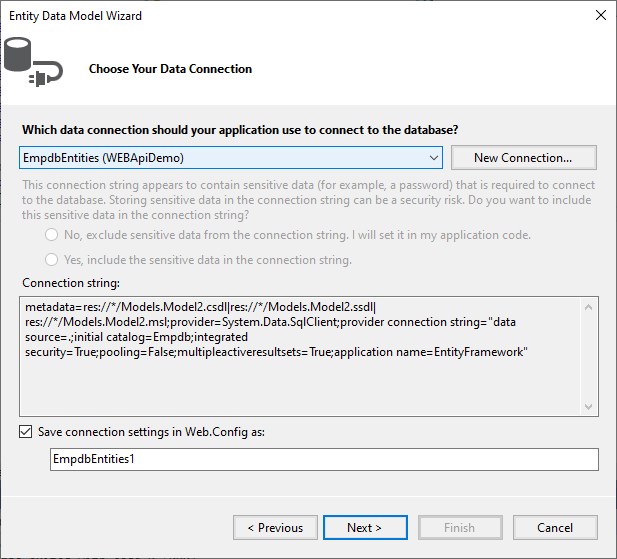 Entity Data Model Wizard
Choose Your Data Connection
Which data connection should your application use to connect to the database?
EmpdbEntities (WEBApiDemo)
New Connection...
This connection string appears to contain sensitive data (for example, a password) that is required to connect
to the database. Storing sensitive data in the connection string can be a security risk. Do you want to include
this sensitive data in the connection string?
No, exclude sensitive data from the connection string. I will set it in my application code.
Yes, include the sensitive data in the connection string.
Connection string:
metadata=res://*/Models.Model2.csdl|res://*/Models.Model2.ssdl|
res://*/Models.Model2.msl;provider=System.Data.SqlClient;provider connection string="data
source=.;initial catalog=Empdb;integrated
security=True;pooling=False;multipleactiveresultsets=True;application name=EntityFramework"
Save connection settings in Web.Config as:
EmpdbEntities1
< Previous
Next >
Finish
Cancel